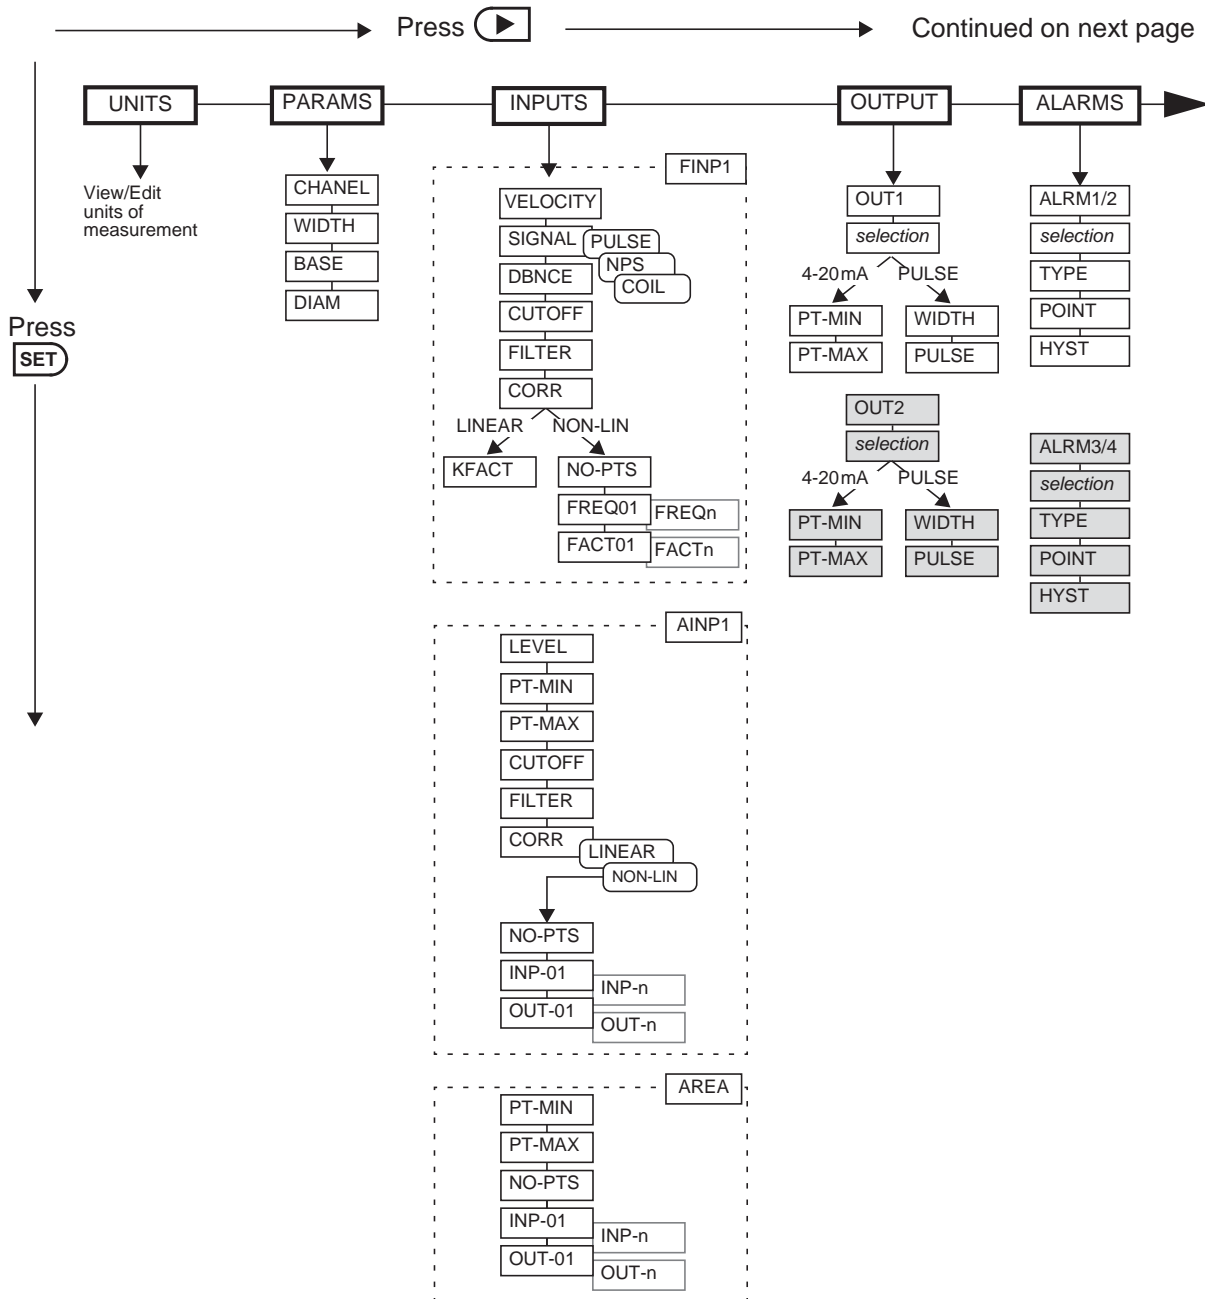 Press
Continued on next page
UNITS
PARAMS
INPUTS
OUTPUT
ALARMS
View/Edit
units of
measurement
Press
SET
CHANEL
WIDTH
BASE
DIAM
FINP1
VELOCITY
SIGNAL
PULSE
NPS
COIL
DBNCE
CUTOFF
FILTER
CORR
LINEAR
NON-LIN
KFACT
NO-PTS
FREQ01
FREQn
FACT01
FACTn
AINP1
LEVEL
PT-MIN
PT-MAX
CUTOFF
FILTER
CORR
LINEAR
NON-LIN
NO-PTS
INP-01
INP-n
OUT-01
OUT-n
AREA
PT-MIN
PT-MAX
NO-PTS
INP-01
INP-n
OUT-01
OUT-n
OUT1
selection
4-20mA
PULSE
PT-MIN
WIDTH
PT-MAX
PULSE
OUT2
selection
4-20mA
PULSE
PT-MIN
WIDTH
PT-MAX
PULSE
ALRM1/2
selection
TYPE
POINT
HYST
ALRM3/4
selection
TYPE
POINT
HYST